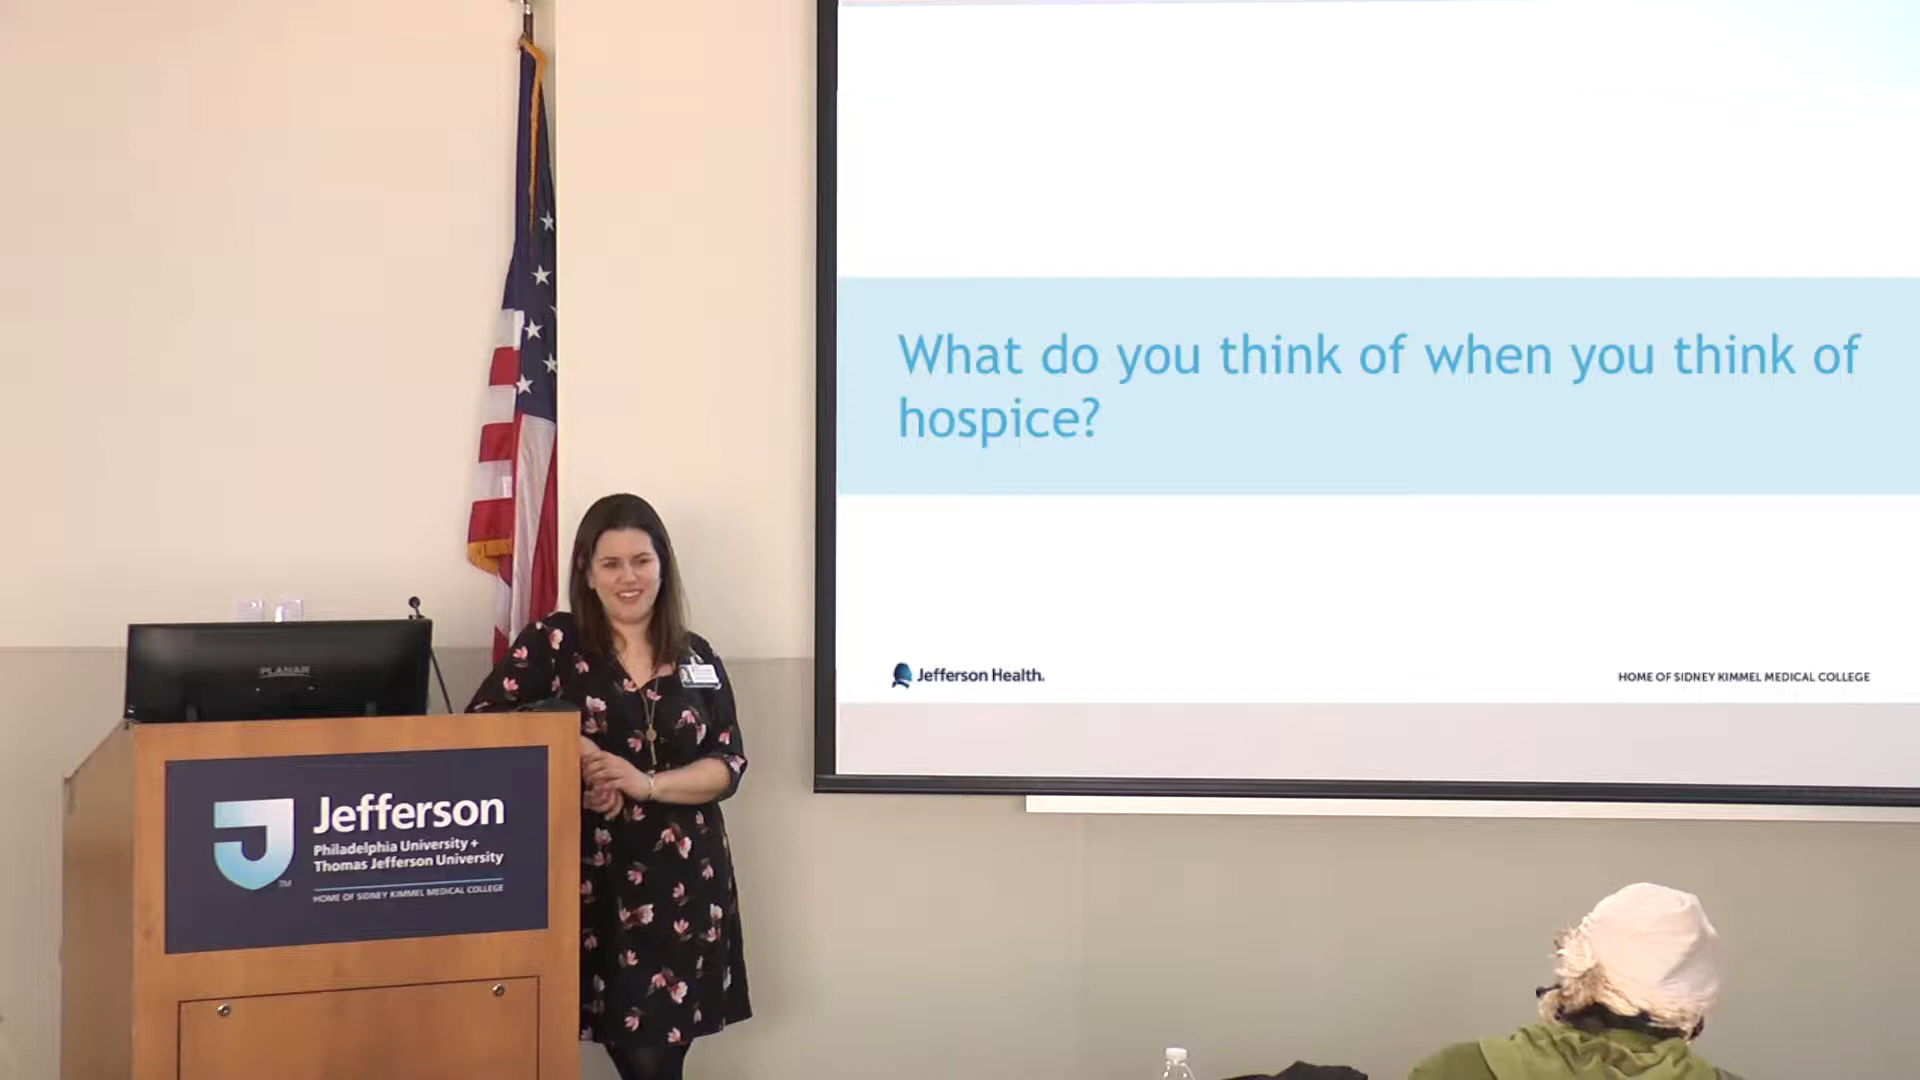 What do you think of when you think of
hospice?
Jefferson Health.
HOME OF SIDNEY KIMMEL MEDICAL COLLEGE
PLANAR
Jefferson
Philadelphia University +
Thomas Jefferson University
TM
HOME OF SIDNEY KIMMEL MEDICAL COLLEGE